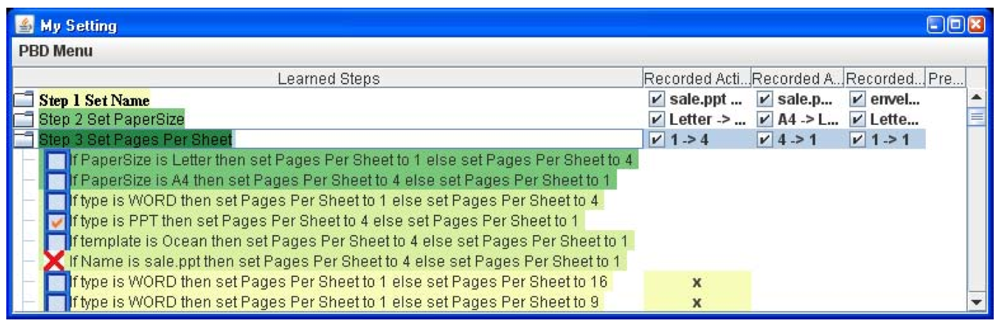 My Setting
PBD Menu
Learned Steps Recorded Acti... Recorded A... Recorded... Pre...
Step 1 Set Name sale.ppt ... sale.p... envel...
Step 2 Set PaperSize Letter -> ... A4 -> L... Lette...
Step 3 Set Pages Per Sheet 1 -> 4 4 -> 1 1 -> 1
If PaperSize is Letter then set Pages Per Sheet to 1 else set Pages Per Sheet to 4
If PaperSize is A4 then set Pages Per Sheet to 4 else set Pages Per Sheet to 1
If type is WORD then set Pages Per Sheet to 1 else set Pages Per Sheet to 4
If type is PPT then set Pages Per Sheet to 4 else set Pages Per Sheet to 1
If template is Ocean then set Pages Per Sheet to 4 else set Pages Per Sheet to 1
If Name is sale.ppt then set Pages Per Sheet to 4 else set Pages Per Sheet to 1
If type is WORD then set Pages Per Sheet to 1 else set Pages Per Sheet to 16 x
If type is WORD then set Pages Per Sheet to 1 else set Pages Per Sheet to 9 x